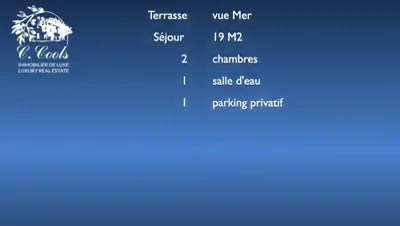 C. Cools
IMMOBILIER DE LUXE
LUXURY REAL ESTATE
Terrasse vue Mer
Séjour 19 M2
2 chambres
1 salle d'eau
1 parking privatif